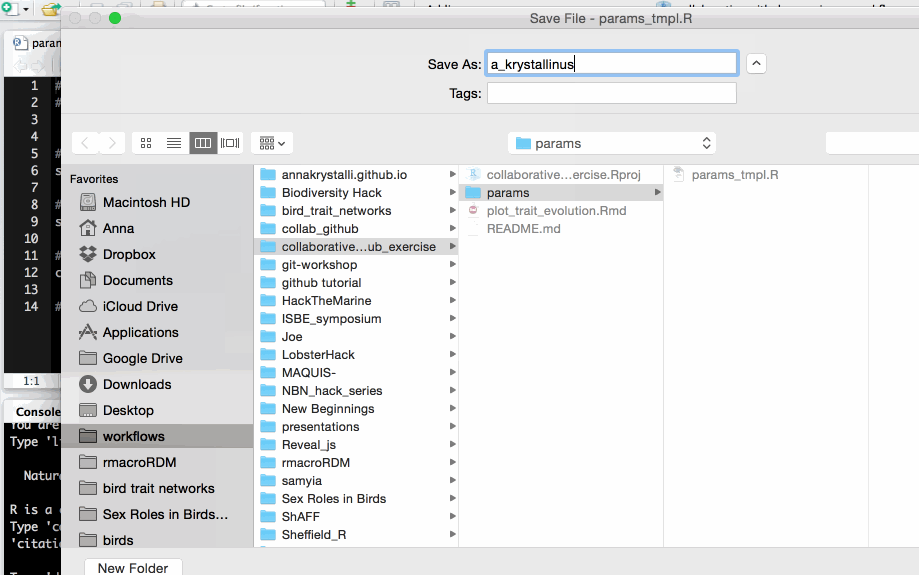 Save File - params_tmpl.R
param
Save As: a_krystallinus
Tags:
params
1 #
2 #
3
4
5 #
6 s
7
8 #
9 s
10
11 #
12 c
13
14 #
1:1
Console
You are
Type 'l
Natur
R is a
Type 'co
'citatio
Favorites
Macintosh HD
Anna
Dropbox
Documents
iCloud Drive
Applications
Google Drive
Downloads
Desktop
workflows
rmacroRDM
bird trait networks
Sex Roles in Birds...
birds
annakrystalli.github.io
Biodiversity Hack
bird_trait_networks
collab_github
collaborative...ub_exercise
git-workshop
github tutorial
HackTheMarine
ISBE_symposium
Joe
LobsterHack
MAQUIS-
NBN_hack_series
New Beginnings
presentations
Reveal_js
rmacroRDM
samyia
Sex Roles in Birds
ShAFF
Sheffield_R
collaborative...ercise.Rproj
params
plot_trait_evolution.Rmd
README.md
params_tmpl.R
New Folder